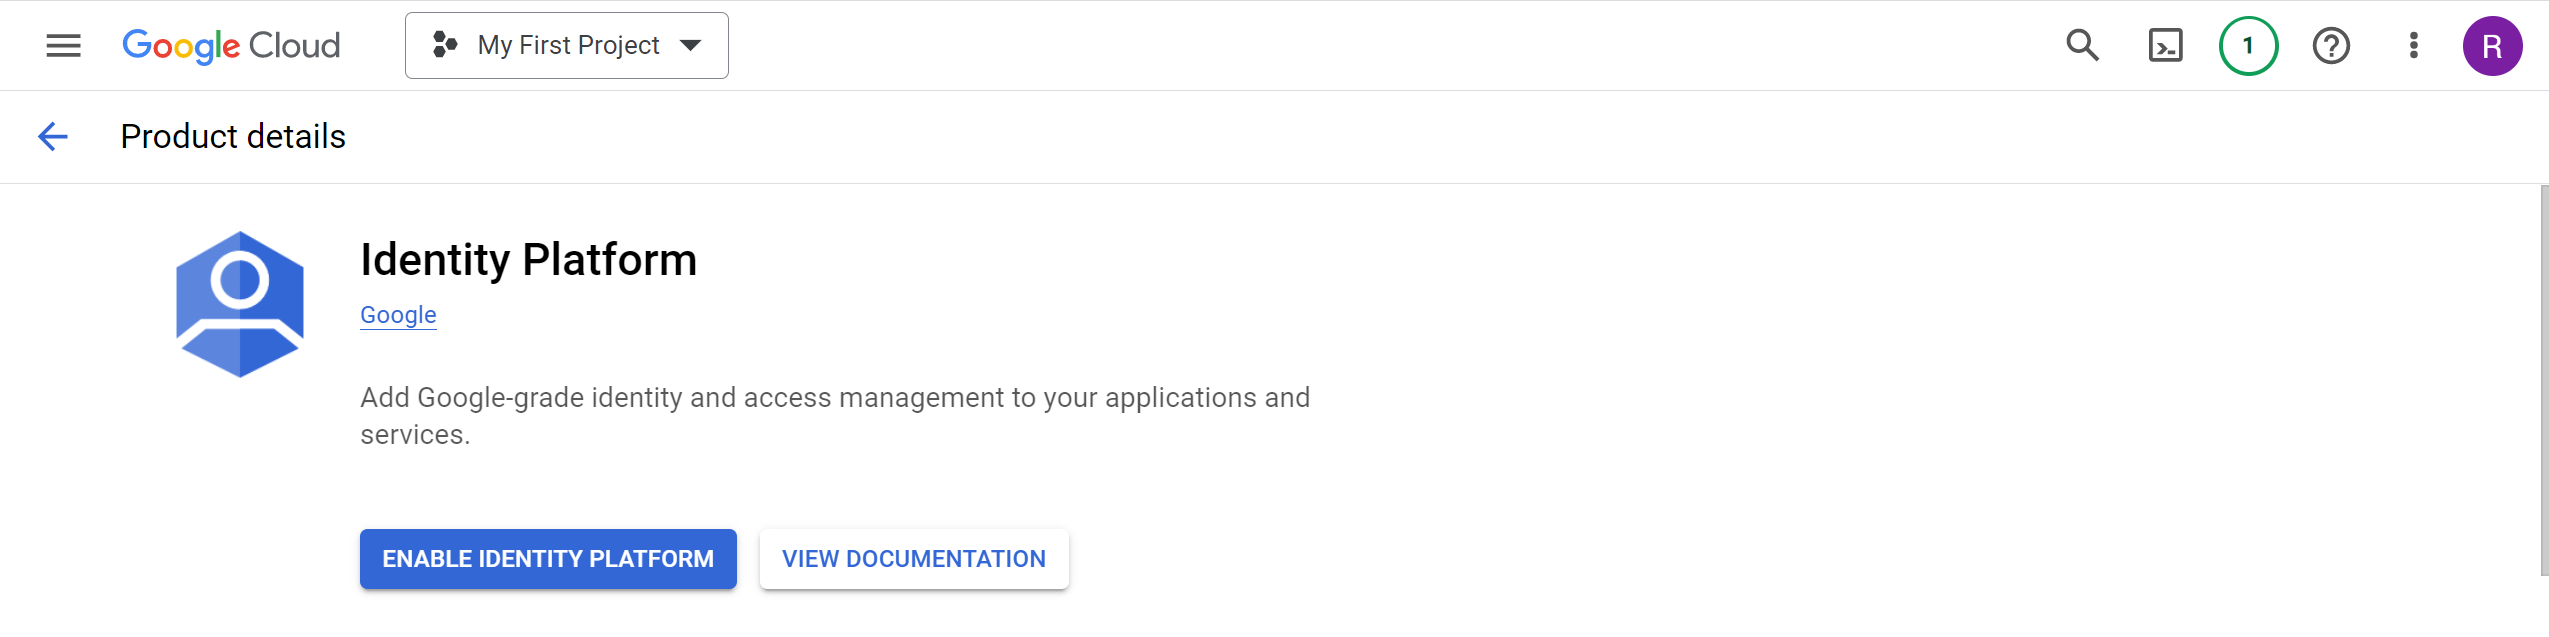 Google Cloud
My First Project
1
R
Product details
Identity Platform
Google
Add Google-grade identity and access management to your applications and
services.
ENABLE IDENTITY PLATFORM
VIEW DOCUMENTATION